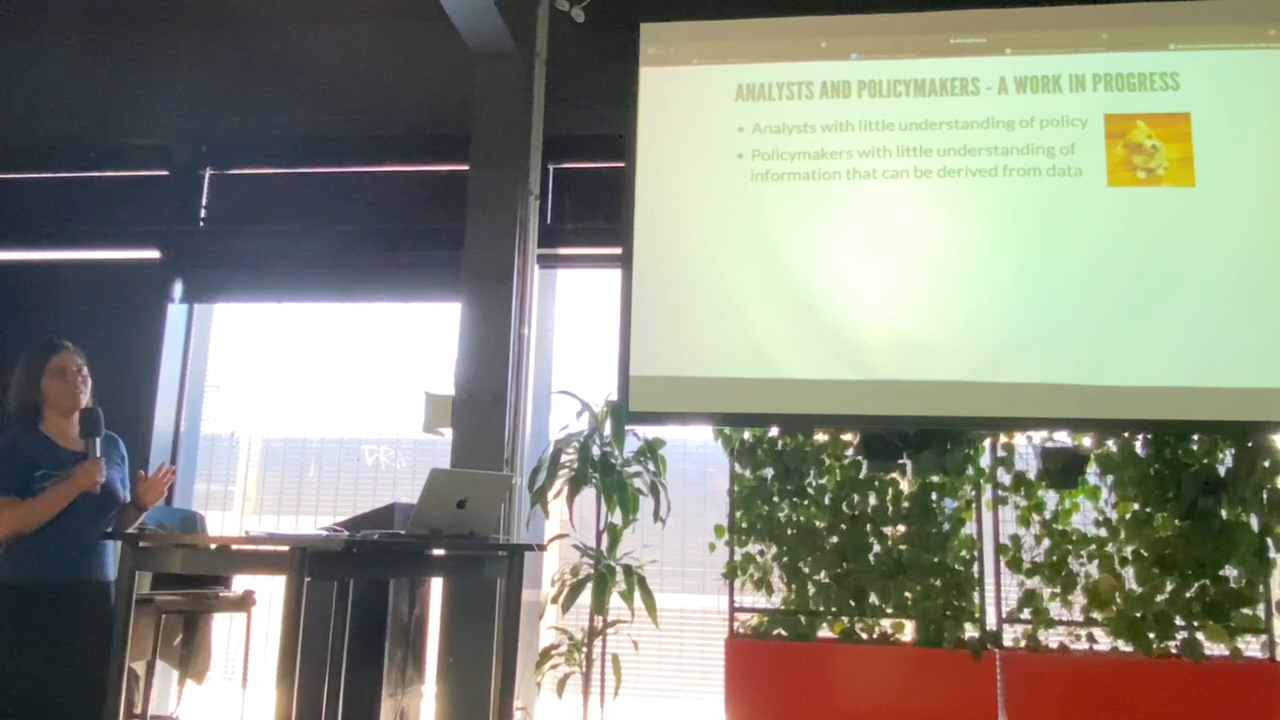 ANALYSTS AND POLICYMAKERS - A WORK IN PROGRESS
• Analysts with little understanding of policy
• Policymakers with little understanding of
information that can be derived from data